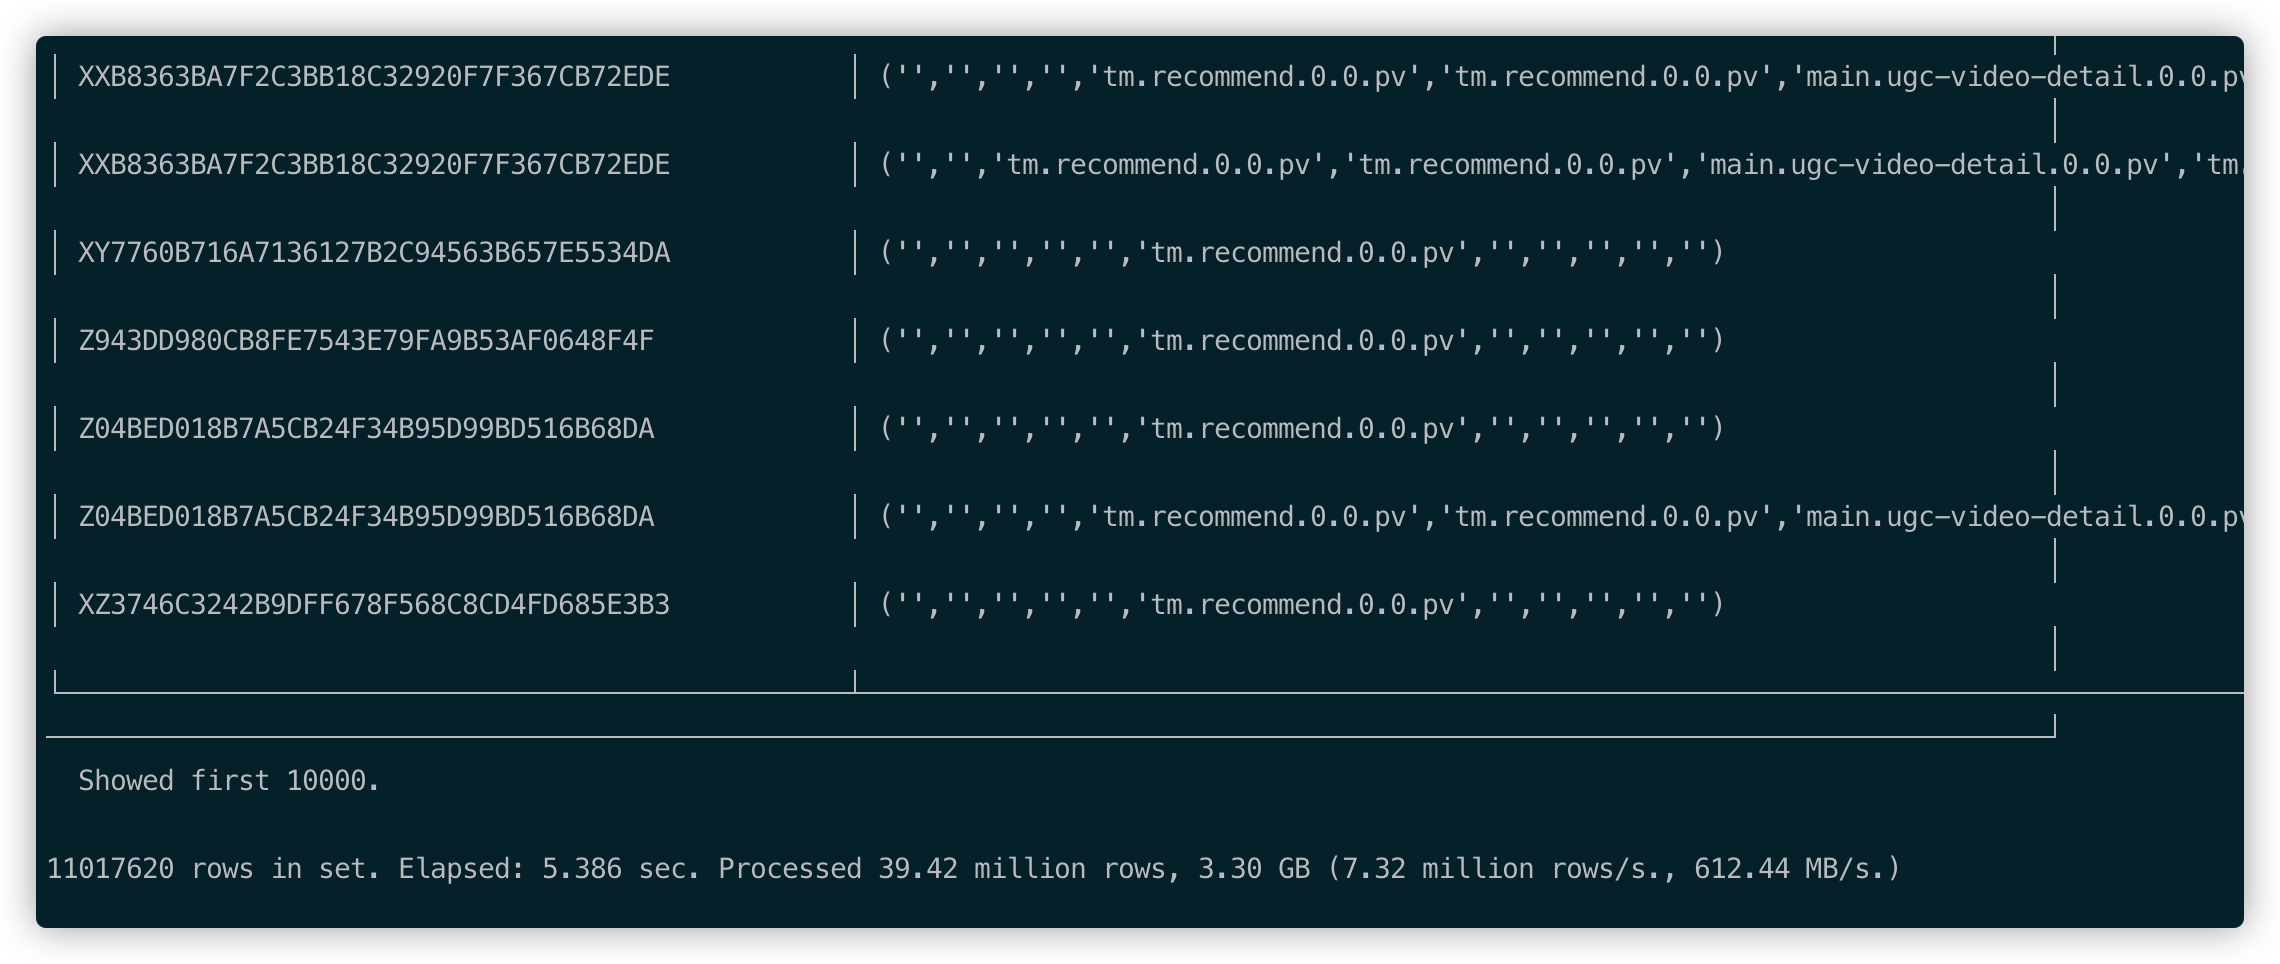 XXB8363BA7F2C3BB18C32920F7F367CB72EDE │ ('','','','','tm.recommend.0.0.pv','tm.recommend.0.0.pv','main.ugc-video-detail.0.0.pv
XXB8363BA7F2C3BB18C32920F7F367CB72EDE │ ('','','tm.recommend.0.0.pv','tm.recommend.0.0.pv','main.ugc-video-detail.0.0.pv','tm.
XY7760B716A7136127B2C94563B657E5534DA │ ('','','','','','tm.recommend.0.0.pv','','','','','')
Z943DD980CB8FE7543E79FA9B53AF0648F4F │ ('','','','','','tm.recommend.0.0.pv','','','','','')
Z04BED018B7A5CB24F34B95D99BD516B68DA │ ('','','','','','tm.recommend.0.0.pv','','','','','')
Z04BED018B7A5CB24F34B95D99BD516B68DA │ ('','','','','tm.recommend.0.0.pv','tm.recommend.0.0.pv','main.ugc-video-detail.0.0.pv
XZ3746C3242B9DFF678F568C8CD4FD685E3B3 │ ('','','','','','tm.recommend.0.0.pv','','','','','')
Showed first 10000.
11017620 rows in set. Elapsed: 5.386 sec. Processed 39.42 million rows, 3.30 GB (7.32 million rows/s., 612.44 MB/s.)